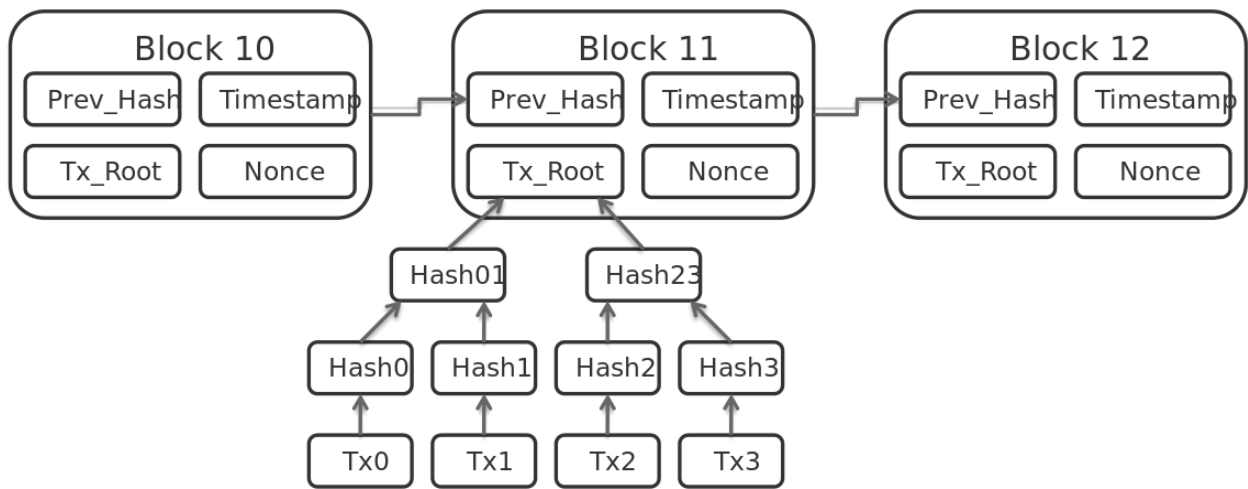 Block 10
Block 11
Block 12
Prev_Hash Timestamp
Prev_Hash Timestamp
Prev_Hash Timestamp
Tx_Root Nonce
Tx_Root Nonce
Tx_Root Nonce
Hash01 Hash23
Hash0 Hash1 Hash2 Hash3
Tx0 Tx1 Tx2 Tx3